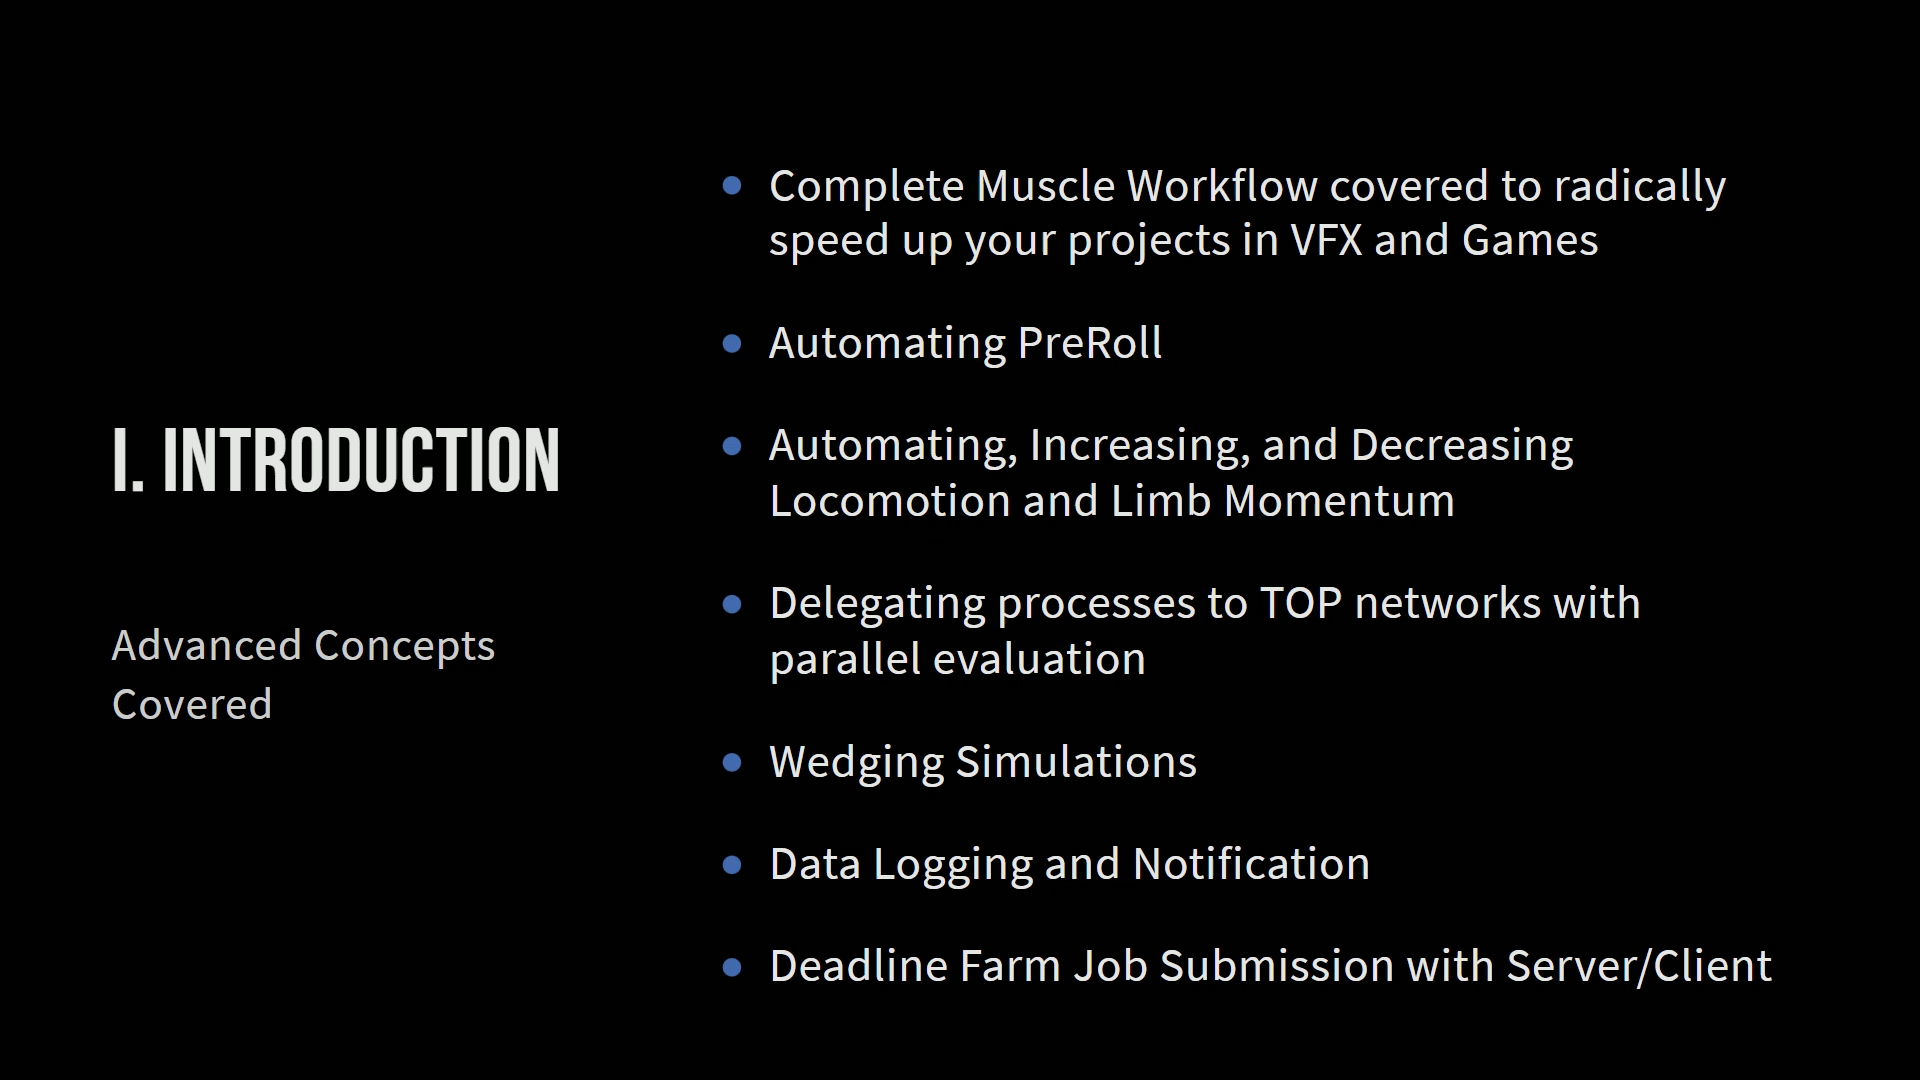 I. INTRODUCTION
Advanced Concepts
Covered
Complete Muscle Workflow covered to radically
speed up your projects in VFX and Games
Automating PreRoll
Automating, Increasing, and Decreasing
Locomotion and Limb Momentum
Delegating processes to TOP networks with
parallel evaluation
Wedging Simulations
Data Logging and Notification
Deadline Farm Job Submission with Server/Client